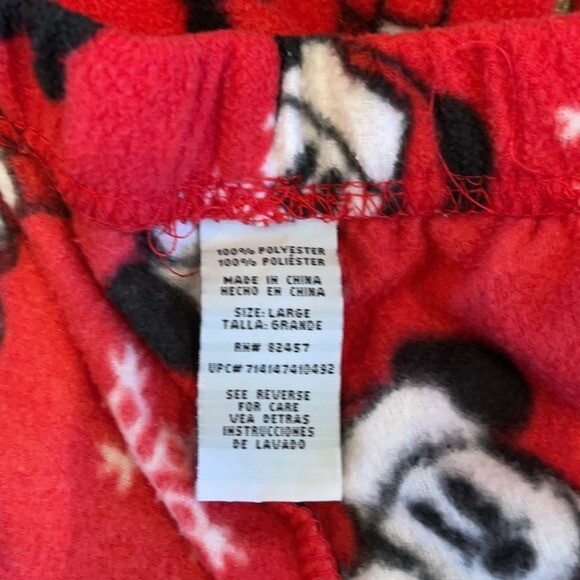 100% POLYESTER
100% POLIÉSTER
MADE IN CHINA
HECHO EN CHINA
SIZE: LARGE
TALLA: GRANDE
RN# 82457
UPC# 714147410492
SEE REVERSE
FOR CARE
VEA DETRAS
INSTRUCCIONES
DE LAVADO